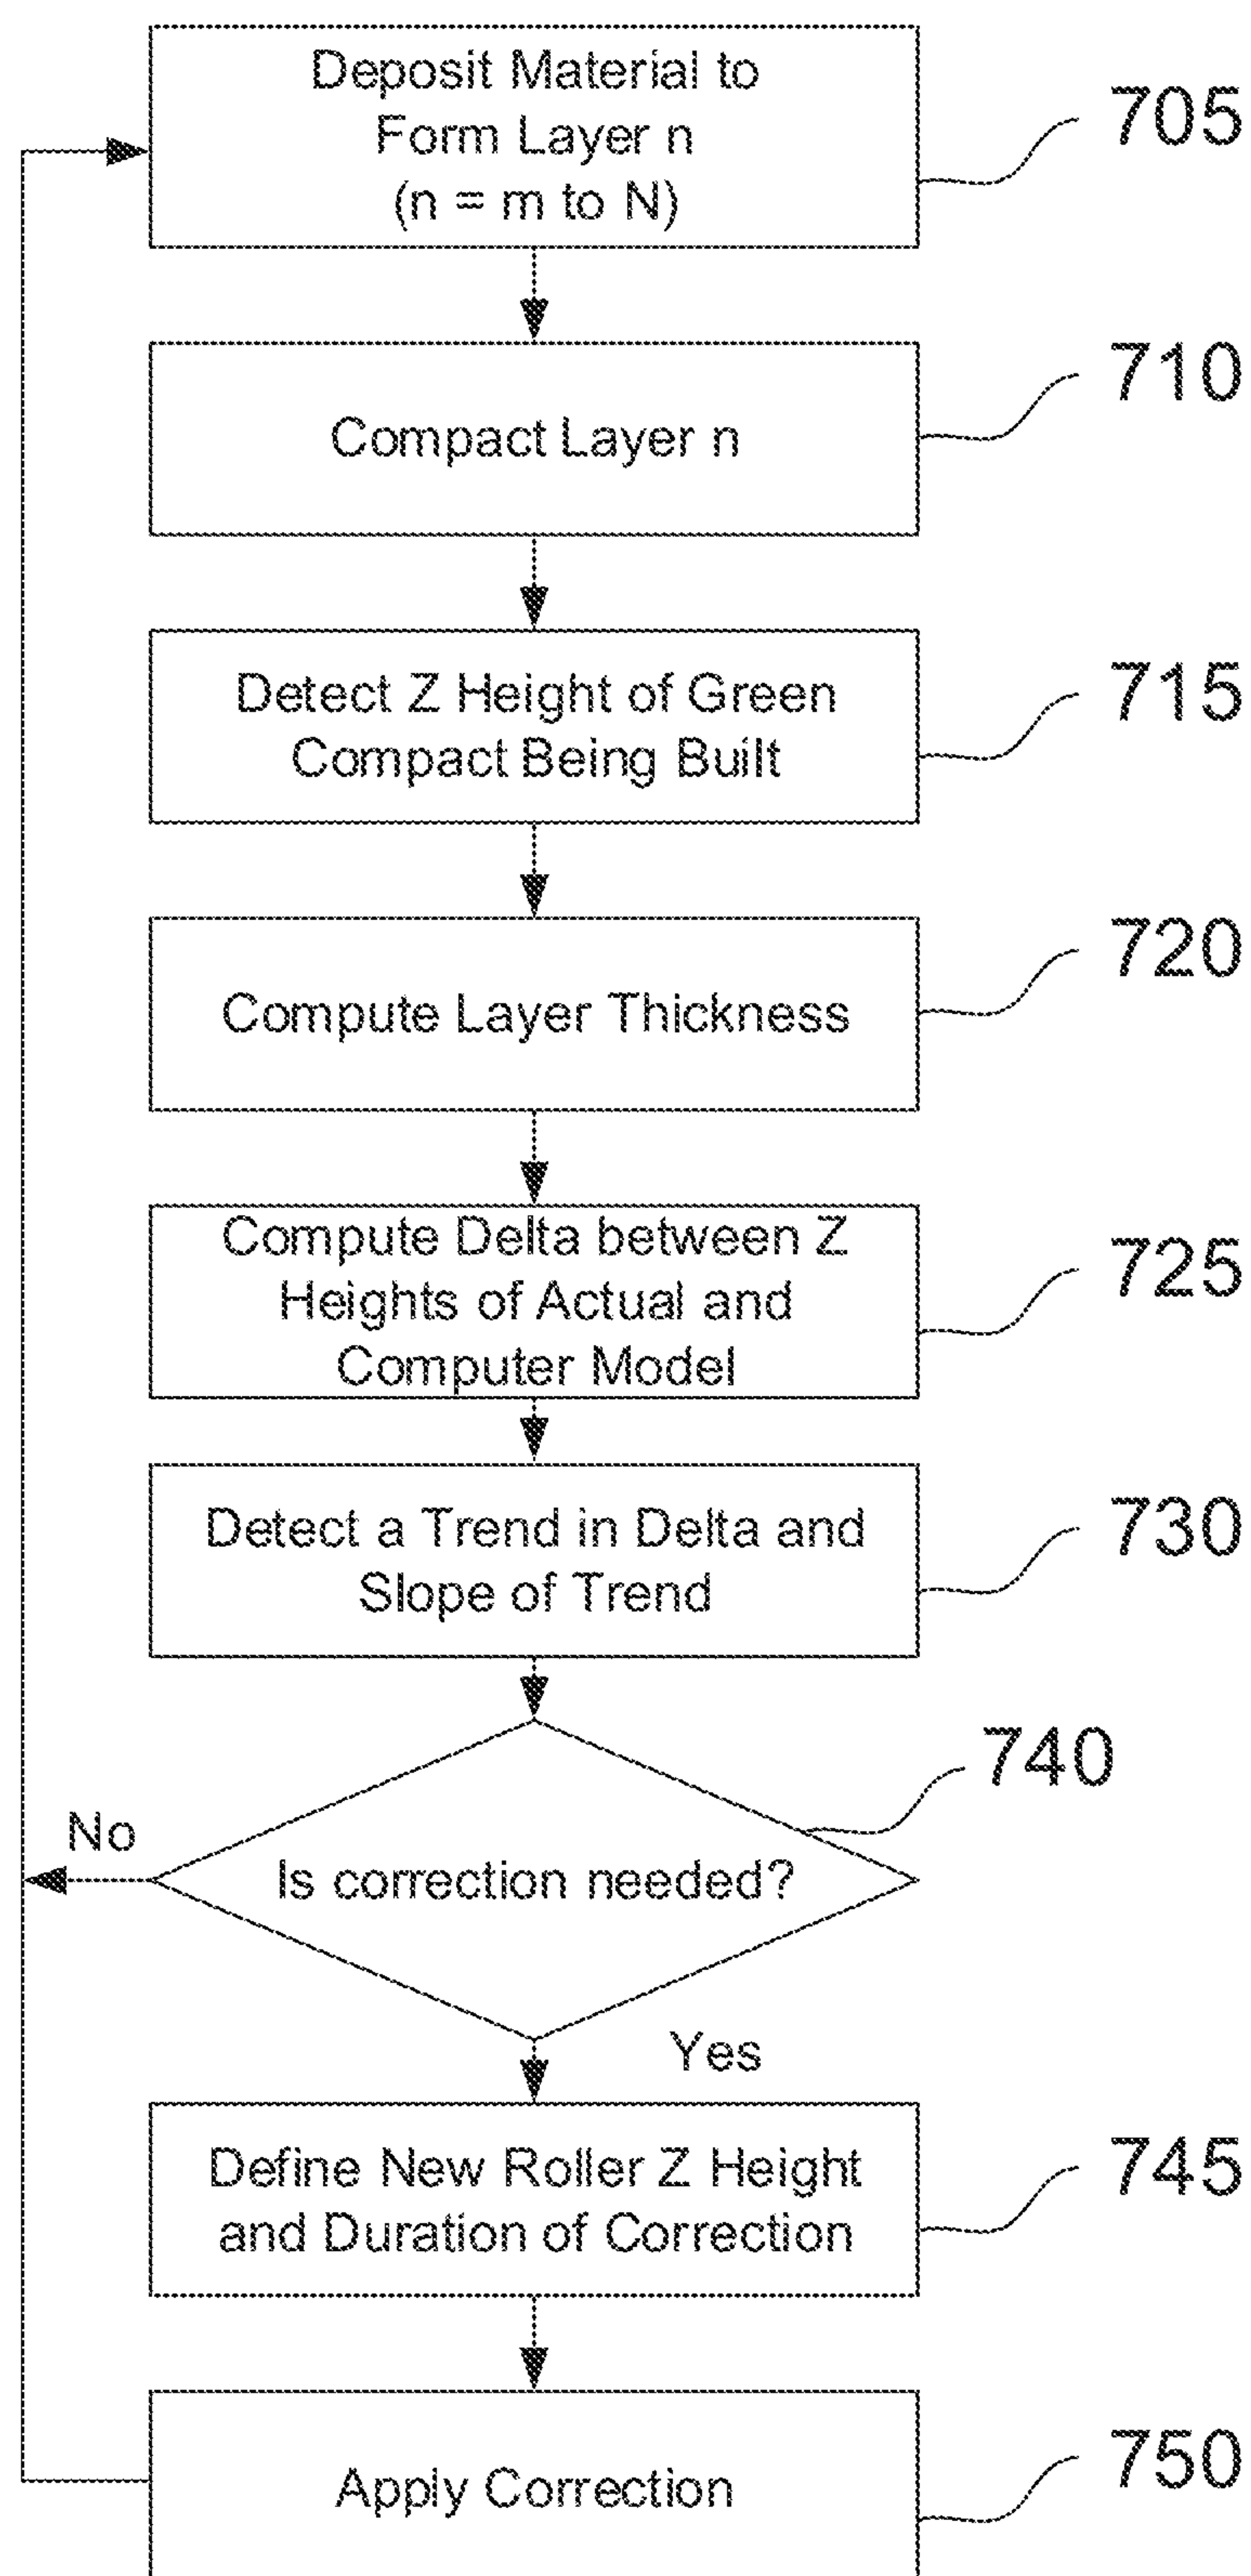 Deposit Material to
Form Layer n
(n = m to N)
705
Compact Layer n
710
Detect Z Height of Green
Compact Being Built
715
Compute Layer Thickness
720
Compute Delta between Z
Heights of Actual and
Computer Model
725
Detect a Trend in Delta and
Slope of Trend
730
740
No
Is correction needed?
Yes
Define New Roller Z Height
and Duration of Correction
745
Apply Correction
750